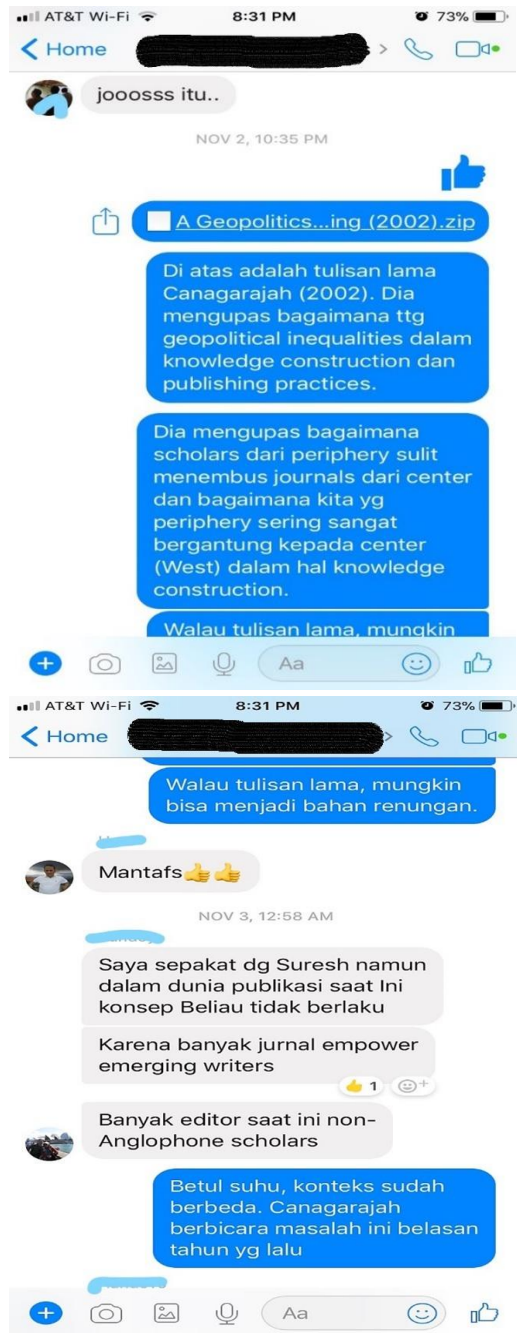 AT&T Wi-Fi 8:31 PM 73%
Home
jooosss itu..
NOV 2, 10:35 PM
A Geopolitics...ing (2002).zip
Di atas adalah tulisan lama
Canagarajah (2002). Dia
mengupas bagaimana ttg
geopolitical inequalities dalam
knowledge construction dan
publishing practices.
Dia mengupas bagaimana
scholars dari periphery sulit
menembus journals dari center
dan bagaimana kita yg
periphery sering sangat
bergantung kepada center
(West) dalam hal knowledge
construction.
Walau tulisan lama, mungkin
Aa
AT&T Wi-Fi 8:31 PM 73%
Home
Walau tulisan lama, mungkin
bisa menjadi bahan renungan.
Mantafs👍👍
NOV 3, 12:58 AM
Saya sepakat dg Suresh namun
dalam dunia publikasi saat Ini
konsep Beliau tidak berlaku
Karena banyak jurnal empower
emerging writers
👍 1
Banyak editor saat ini non-
Anglophone scholars
Betul suhu, konteks sudah
berbeda. Canagarajah
berbicara masalah ini belasan
tahun yg lalu
Aa